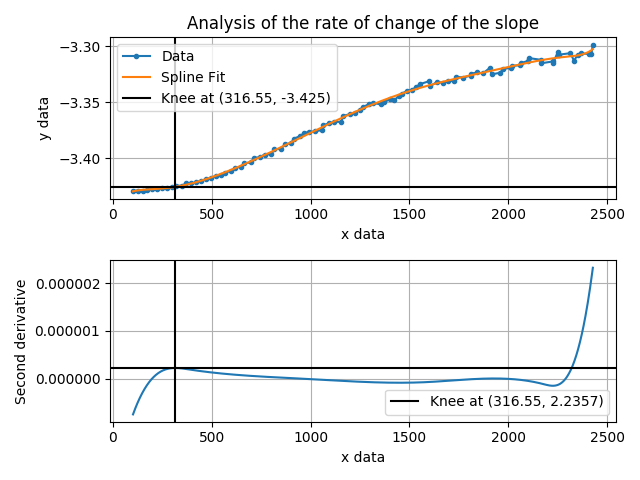 Analysis of the rate of change of the slope
−3.30
−3.35
−3.40
y data
Data
Spline Fit
Knee at (316.55, -3.425)
0
500
1000
1500
2000
2500
x data
0.000002
0.000001
0.000000
Second derivative
Knee at (316.55, 2.2357)
0
500
1000
1500
2000
2500
x data